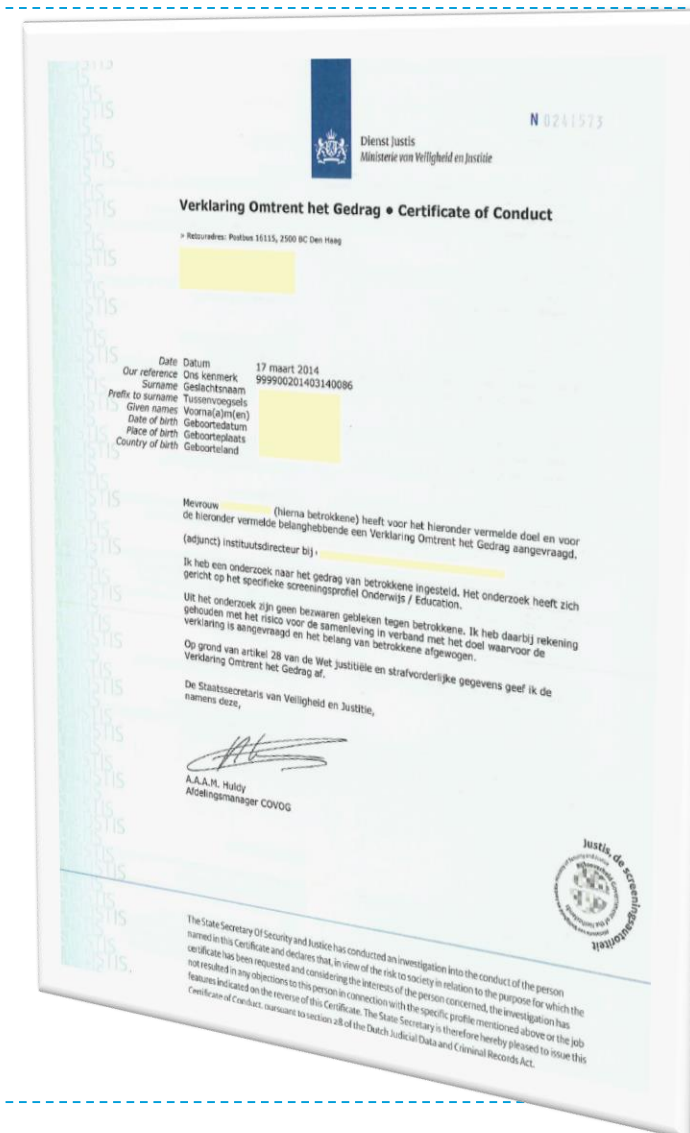 N 0241573
Dienst Justis
Ministerie van Veiligheid en Justitie
Verklaring Omtrent het Gedrag • Certificate of Conduct
> Retouradres: Postbus 16115, 2500 BC Den Haag
Date Datum 17 maart 2014
Our reference Ons kenmerk 999900201403140086
Surname Geslachtsnaam
Prefix to surname Tussenvoegsels
Given names Voorna(a)m(en)
Date of birth Geboortedatum
Place of birth Geboorteplaats
Country of birth Geboorteland
Mevrouw (hierna betrokkene) heeft voor het hieronder vermelde doel en voor
de hieronder vermelde belanghebbende een Verklaring Omtrent het Gedrag aangevraagd.
(adjunct) instituutsdirecteur bij
Ik heb een onderzoek naar het gedrag van betrokkene ingesteld. Het onderzoek heeft zich
gericht op het specifieke screeningsprofiel Onderwijs / Education.
Uit het onderzoek zijn geen bezwaren gebleken tegen betrokkene. Ik heb daarbij rekening
gehouden met het risico voor de samenleving in verband met het doel waarvoor de
verklaring is aangevraagd en het belang van betrokkene afgewogen.
Op grond van artikel 28 van de Wet justitiële en strafvorderlijke gegevens geef ik de
Verklaring Omtrent het Gedrag af.
De Staatssecretaris van Veiligheid en Justitie,
namens deze,
A.A.A.M. Huldy
Afdelingsmanager COVOG
Justis, de screeningsautoriteit
The State Secretary Of Security and Justice has conducted an investigation into the conduct of the person
named in this Certificate and declares that, in view of the risk to society in relation to the purpose for which the
certificate has been requested and considering the interests of the person concerned, the investigation has
not resulted in any objections to this person in connection with the specific profile mentioned above or the job
features indicated on the reverse of this Certificate. The State Secretary is therefore hereby pleased to issue this
Certificate of Conduct, pursuant to section 28 of the Dutch Judicial Data and Criminal Records Act.